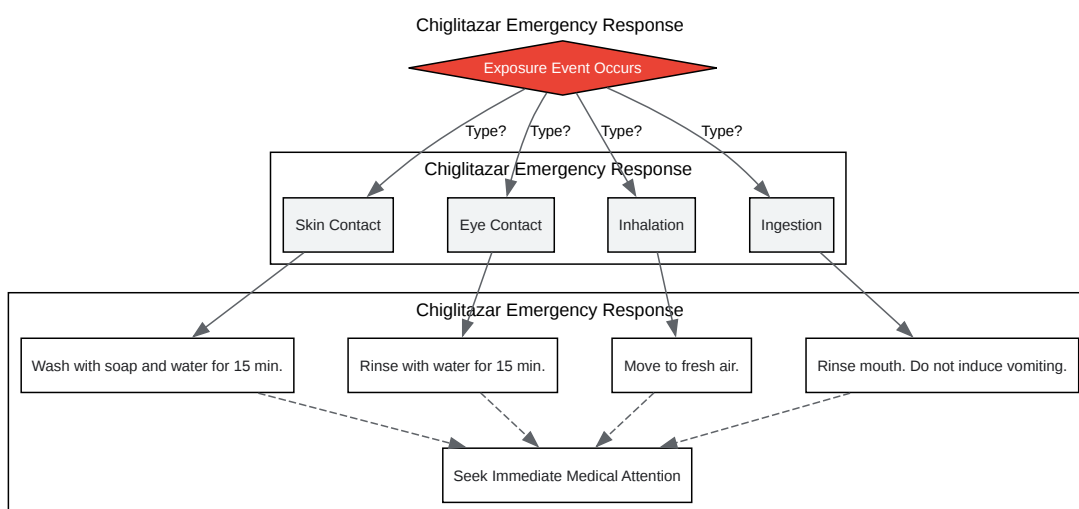 Chiglitazar Emergency Response
Exposure Event Occurs
Type?
Type?
Type?
Type?
Chiglitazar Emergency Response
Skin Contact
Eye Contact
Inhalation
Ingestion
Chiglitazar Emergency Response
Wash with soap and water for 15 min.
Rinse with water for 15 min.
Move to fresh air.
Rinse mouth. Do not induce vomiting.
Seek Immediate Medical Attention